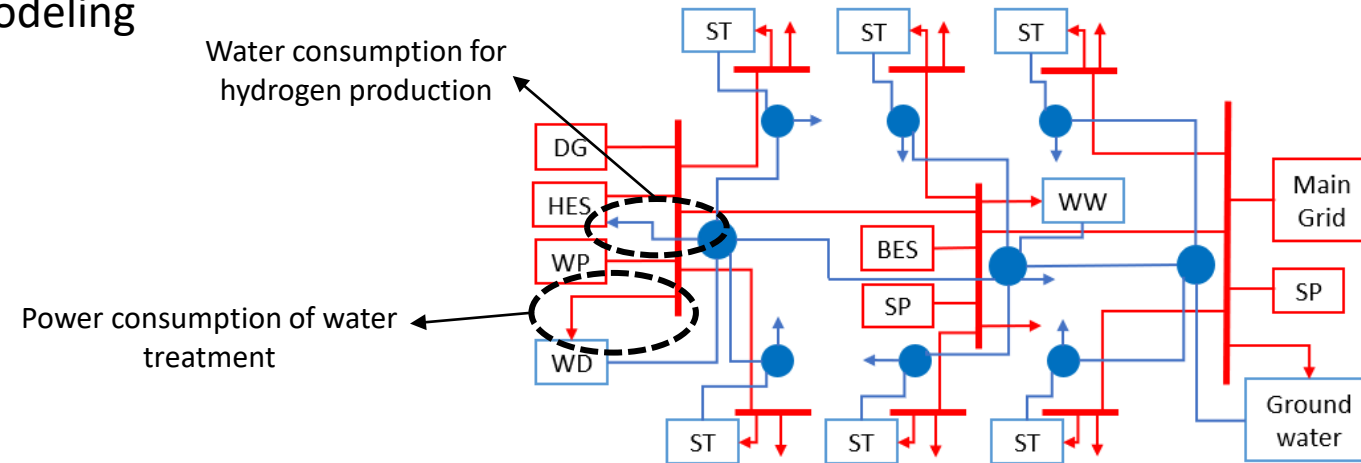 odeling
Water consumption for
hydrogen production
ST
ST
ST
DG
HES
WP
WD
BES
SP
WW
Main
Grid
SP
Power consumption of water
treatment
ST
ST
ST
Ground
water